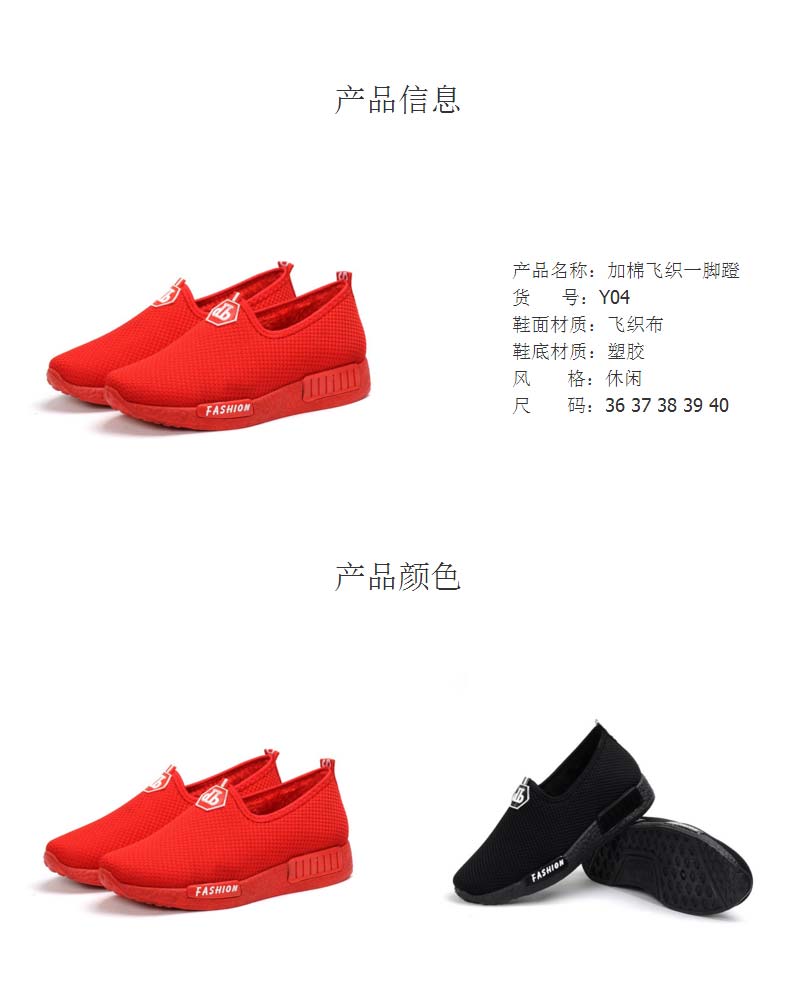 产品信息
产品名称：加棉飞织一脚蹬
货 号：Y04
鞋面材质：飞织布
鞋底材质：塑胶
风 格：休闲
尺 码：36 37 38 39 40
FASHION
产品颜色
FASHION
FASHION